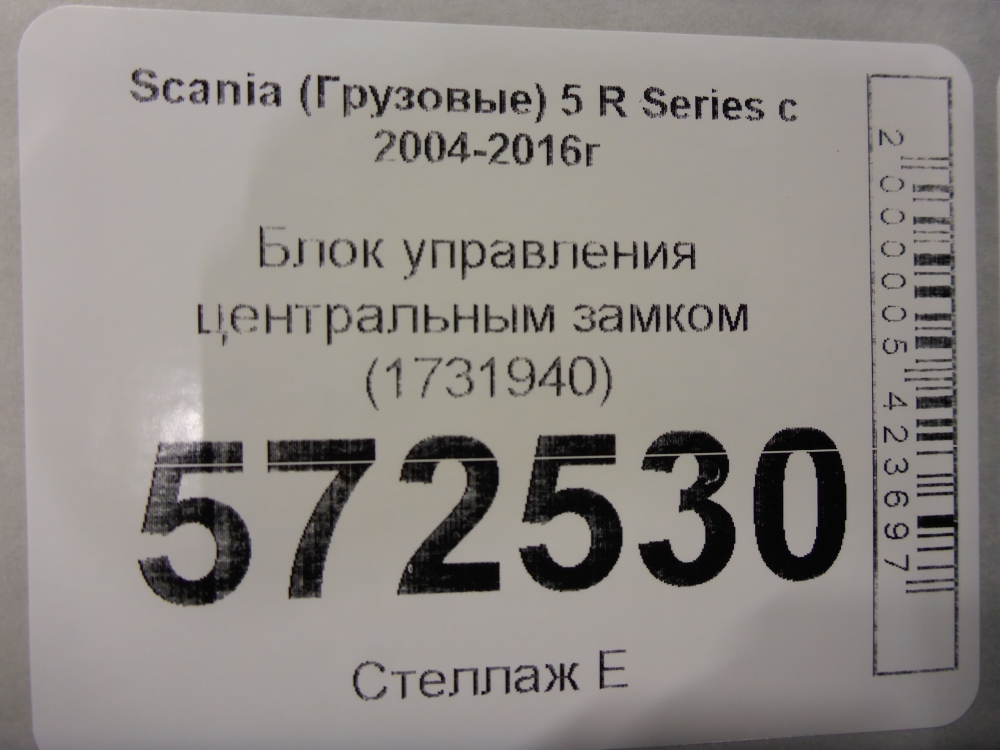 Scania (Грузовые) 5 R Series с
2004-2016г
Блок управления
центральным замком
(1731940)
572530
Стеллаж Е
2000005423697